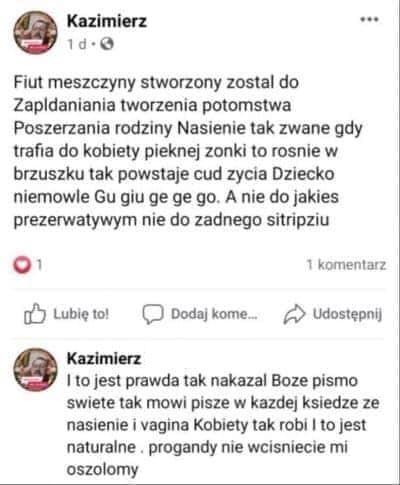 Kazimierz
1 d
Fiut meszczyny stworzony zostal do
Zapldaniania tworzenia potomstwa
Poszerzania rodziny Nasienie tak zwane gdy
trafia do kobiety pieknej zonki to rosnie w
brzuszku tak powstaje cud zycia Dziecko
niemowle Gu giu ge ge go. A nie do jakies
prezerwatywym nie do zadnego sitripziu
1
1 komentarz
Lubię to!
Dodaj kome...
Udostępnij
Kazimierz
I to jest prawda tak nakazal Boze pismo
swiete tak mowi pisze w kazdej ksiedze ze
nasienie i vagina Kobiety tak robi I to jest
naturalne . progandy nie wcisniecie mi
oszolomy